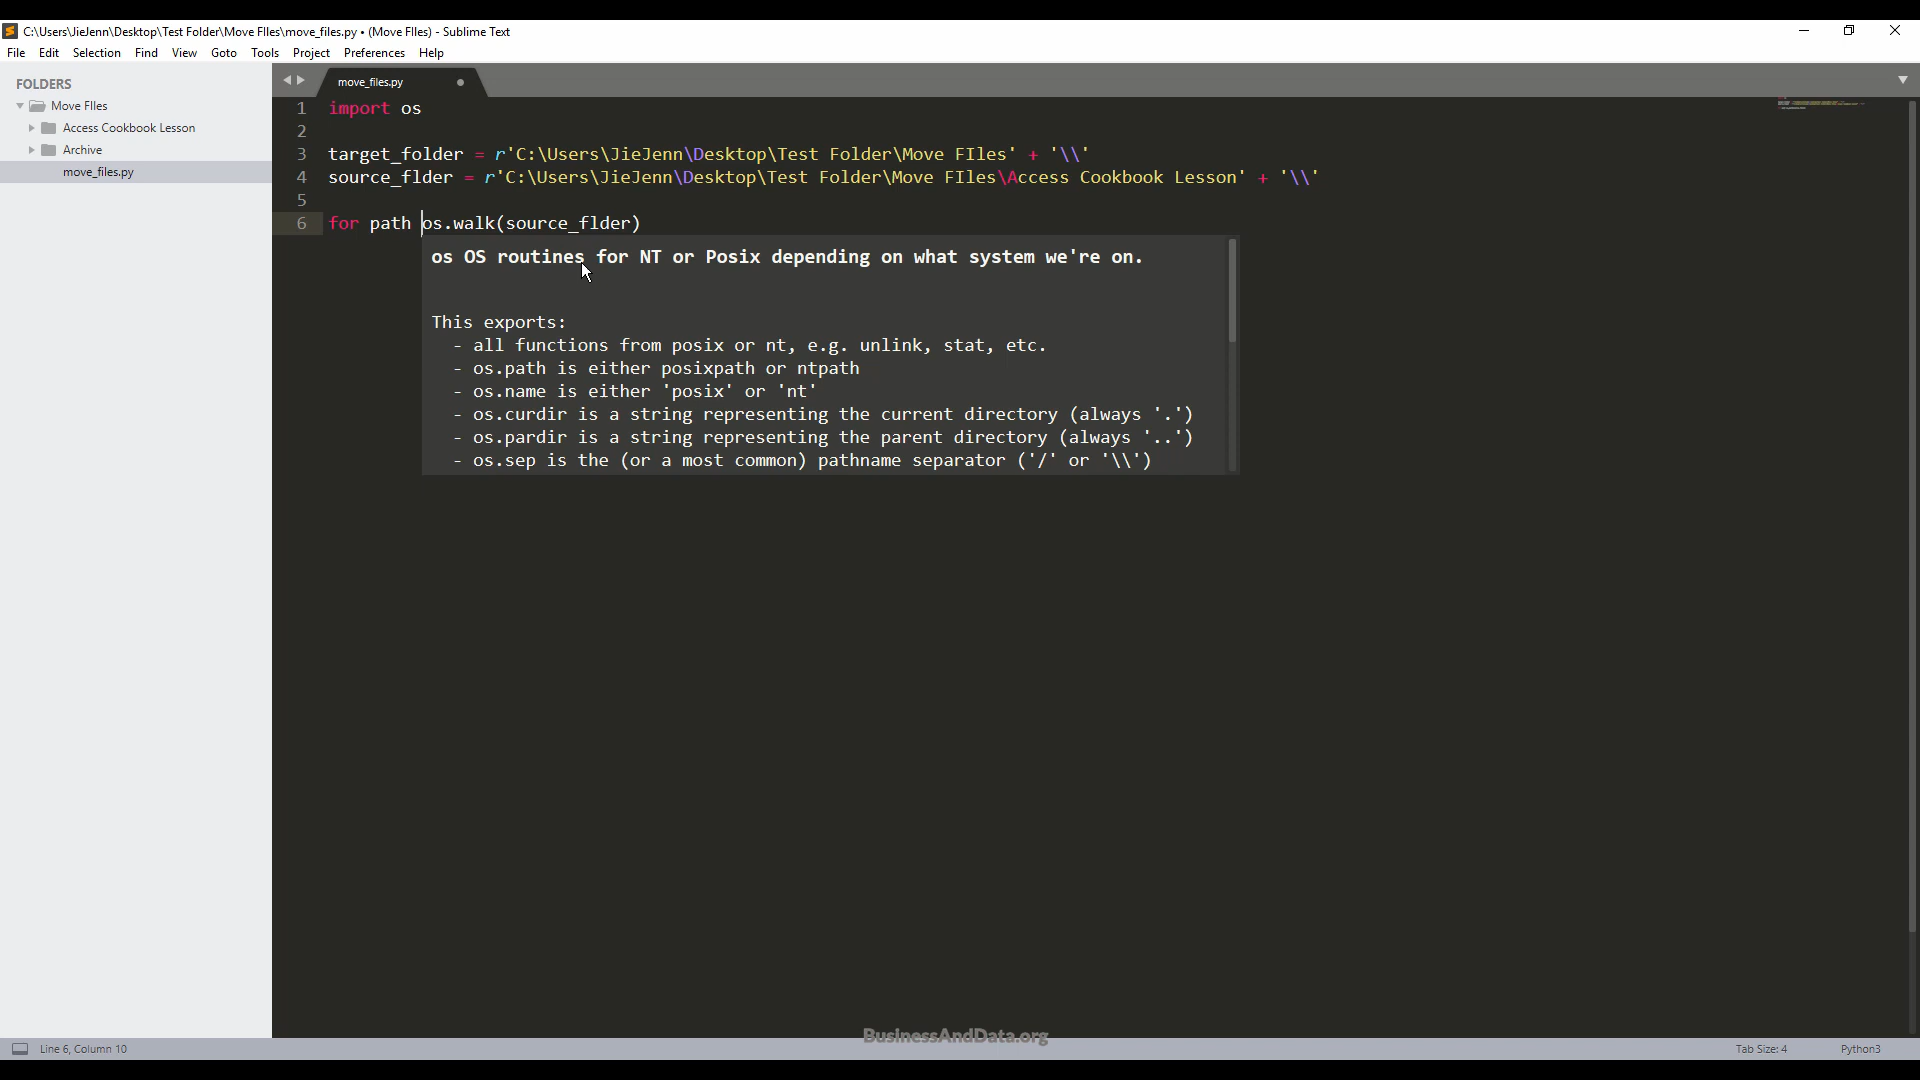 C:\Users\JieJenn\Desktop\Test Folder\Move FIles\move_files.py • (Move FIles) - Sublime Text
File Edit Selection Find View Goto Tools Project Preferences Help
FOLDERS
Move FIles
Access Cookbook Lesson
Archive
move_files.py
move_files.py
1 import os
2
3 target_folder = r'C:\Users\JieJenn\Desktop\Test Folder\Move FIles' + '\\'
4 source_flder = r'C:\Users\JieJenn\Desktop\Test Folder\Move FIles\Access Cookbook Lesson' + '\\'
5
6 for path os.walk(source_flder)
os OS routines for NT or Posix depending on what system we're on.
This exports:
- all functions from posix or nt, e.g. unlink, stat, etc.
- os.path is either posixpath or ntpath
- os.name is either 'posix' or 'nt'
- os.curdir is a string representing the current directory (always '.')
- os.pardir is a string representing the parent directory (always '..')
- os.sep is the (or a most common) pathname separator ('/' or '\\')
BusinessAndData.org
Line 6, Column 10
Tab Size: 4
Python3